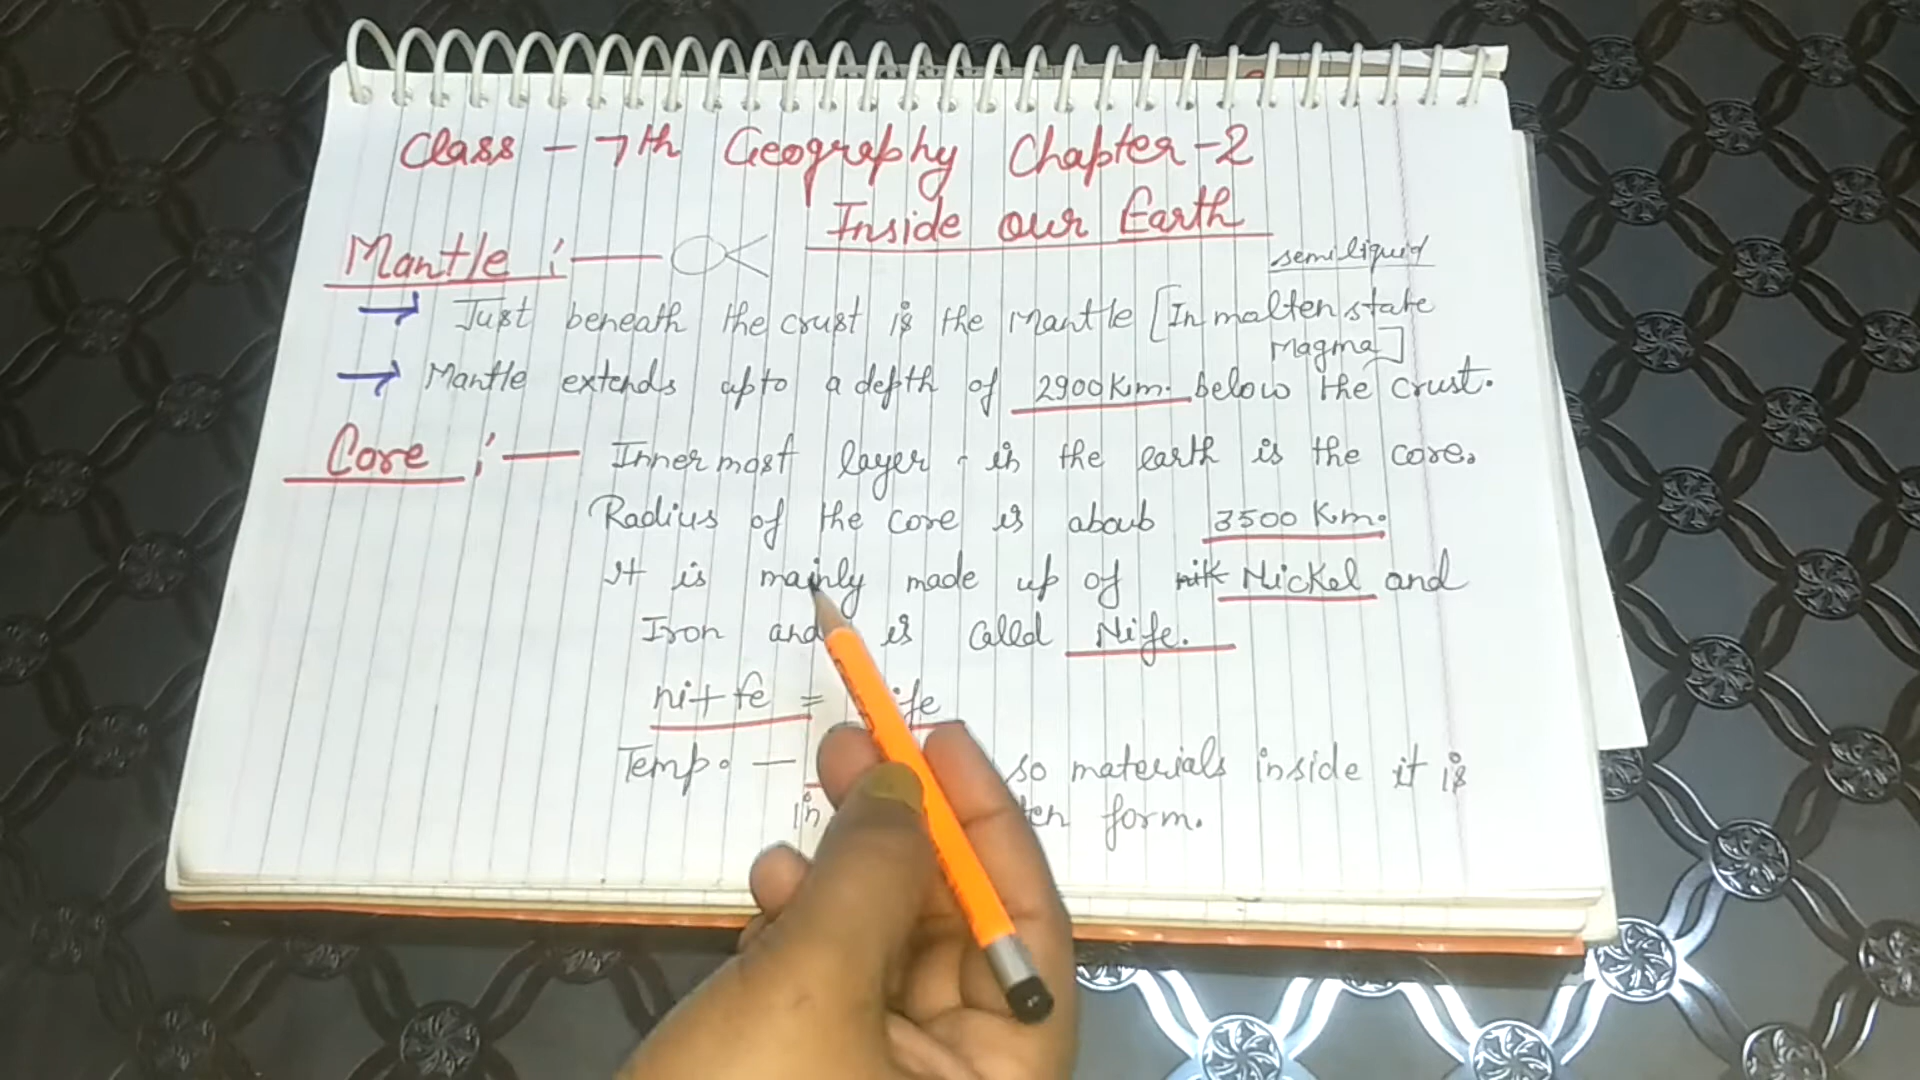 Class - 7th Geography Chapter-2
Inside our Earth
Mantle :—
semiliquid
→ Just beneath the crust is the Mantle [In molten state
Magma]
→ Mantle extends upto a depth of 2900 Km. below the crust.
Core :— Inner most layer - in the earth is the core.
Radius of the core is about 3500 Km.
It is mainly made up of nik Nickel and
Iron and is called Nife.
ni + fe = ife
Temp. — so materials inside it is
in form.